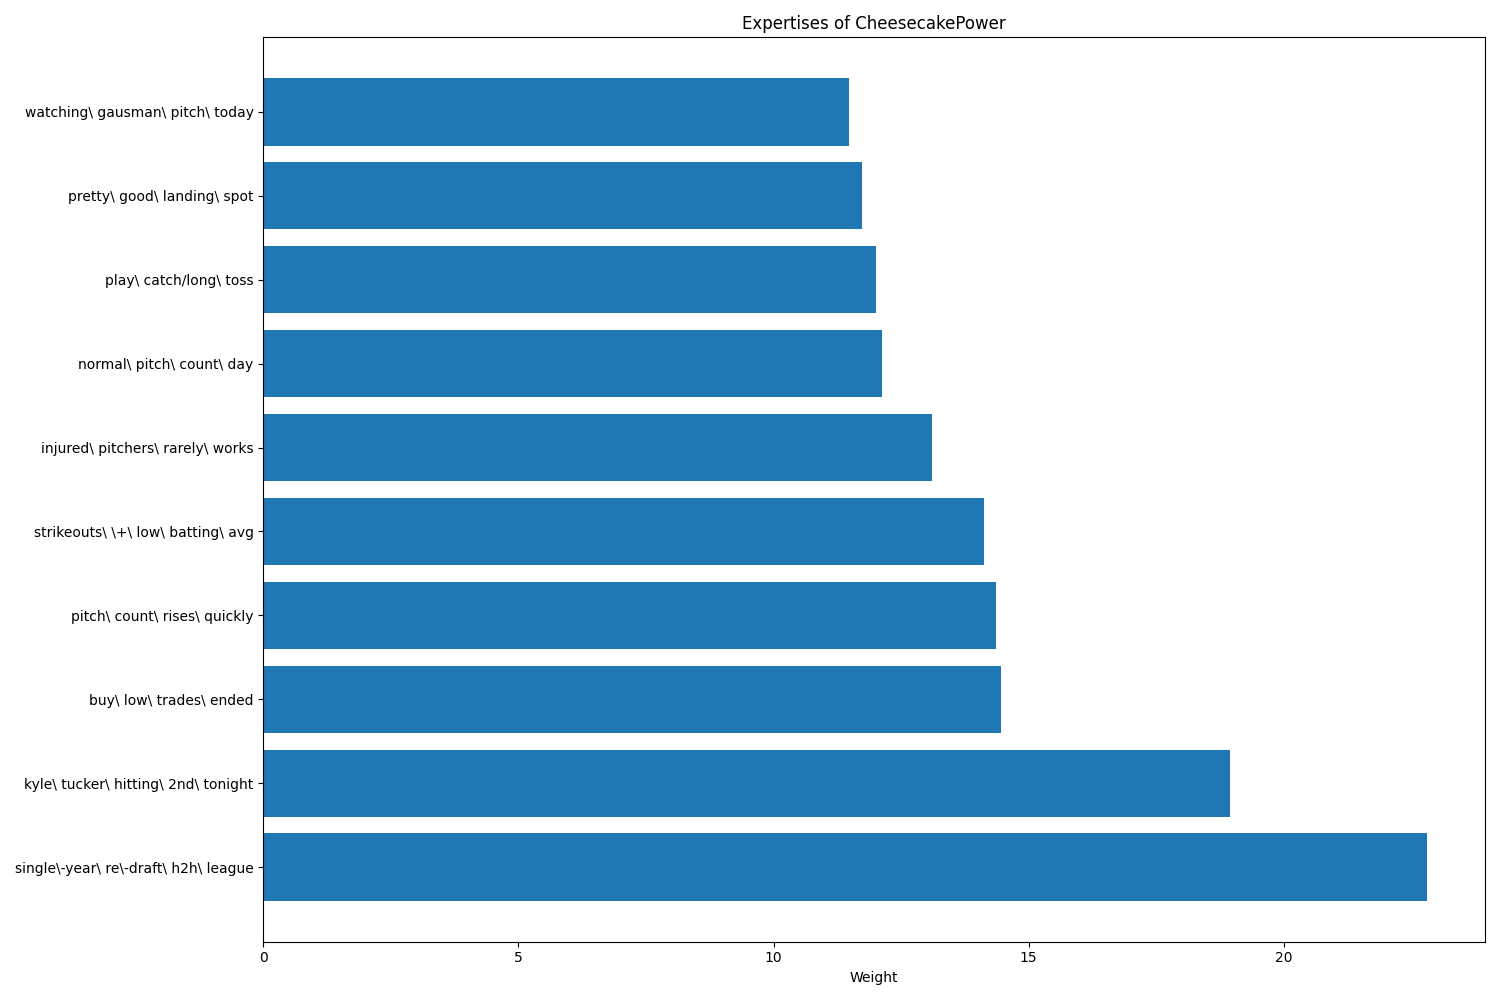 Expertises of CheesecakePower
watching\ gausman\ pitch\ today
pretty\ good\ landing\ spot
play\ catch/long\ toss
normal\ pitch\ count\ day
injured\ pitchers\ rarely\ works
strikeouts\ \+\ low\ batting\ avg
pitch\ count\ rises\ quickly
buy\ low\ trades\ ended
kyle\ tucker\ hitting\ 2nd\ tonight
single\-year\ re\-draft\ h2h\ league
0 5 10 15 20
Weight